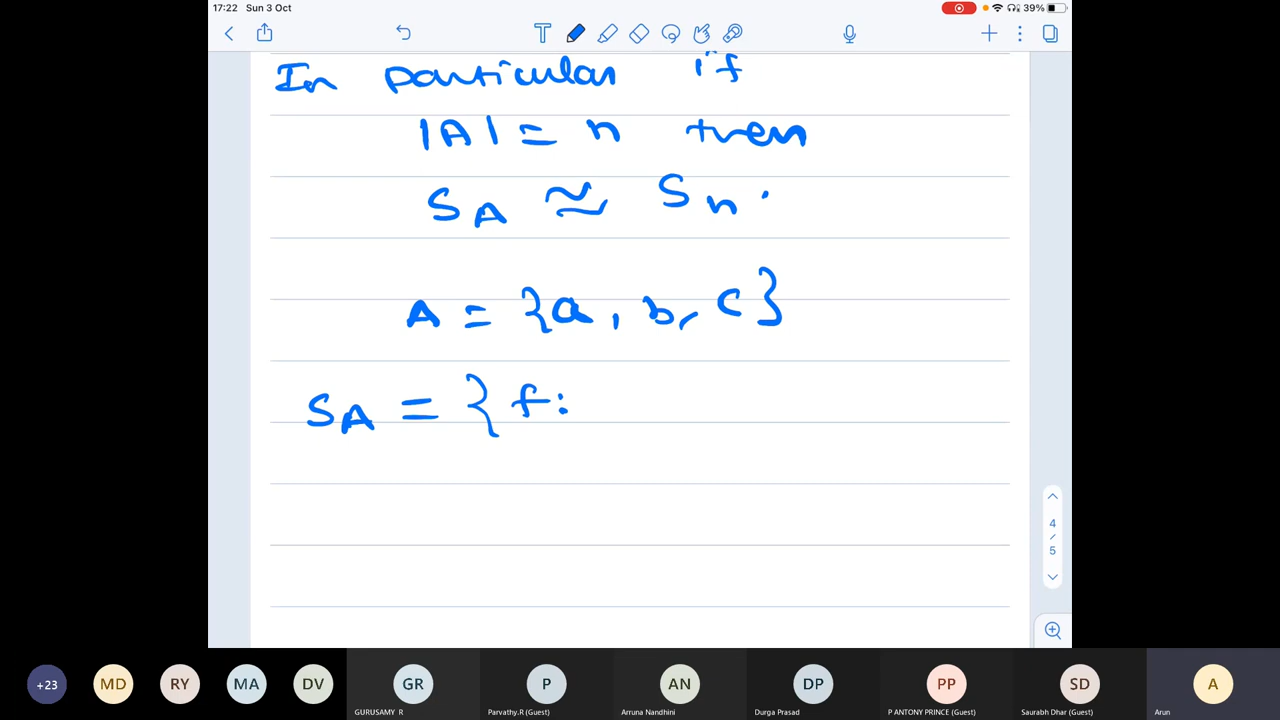 17:22 Sun 3 Oct 39%
In particular if
|A| = n then
S_A ≅ S_n .
A = {a, b, c}
S_A = { f:
4
/
5
+23 MD RY MA DV GR P AN DP PP SD A
GURUSAMY R Parvathy.R (Guest) Arruna Nandhini Durga Prasad P ANTONY PRINCE (Guest) Saurabh Dhar (Guest) Arun